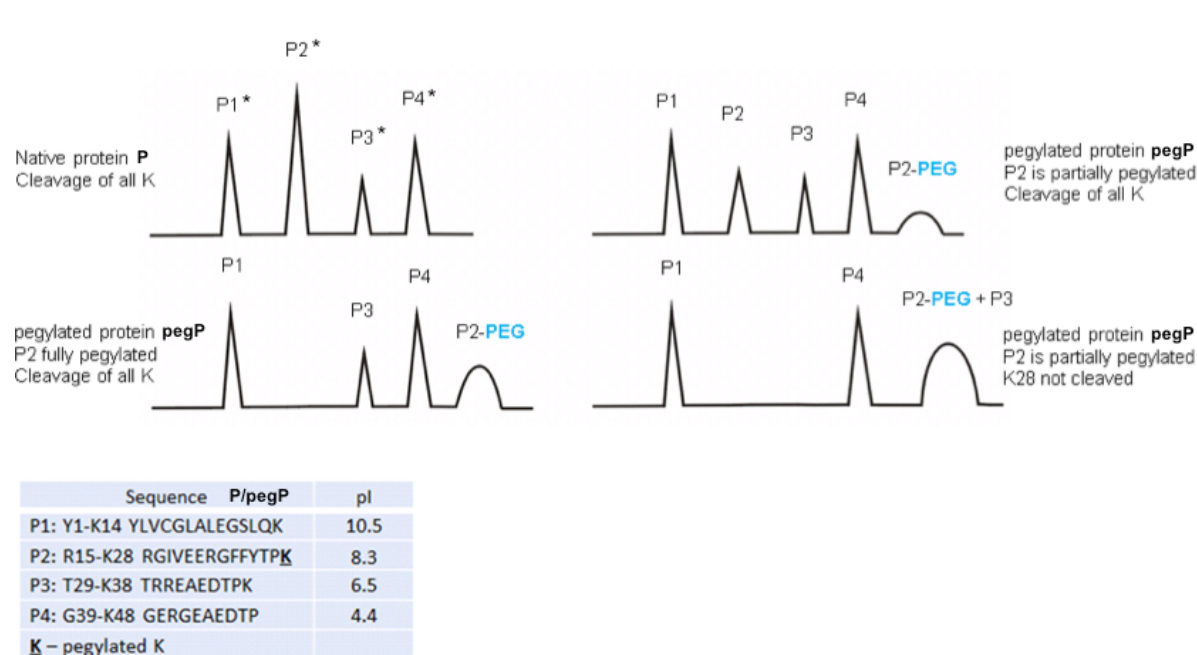 P2*
P1*
P4*
P3*
Native protein P
Cleavage of all K
P1
P2
P3
P4
P2-PEG
pegylated protein pegP
P2 is partially pegylated
Cleavage of all K
P1
P3
P4
P2-PEG
pegylated protein pegP
P2 fully pegylated
Cleavage of all K
P1
P4
P2-PEG + P3
pegylated protein pegP
P2 is partially pegylated
K28 not cleaved
Sequence P/pegP pI
P1: Y1-K14 YLVCGLALEGSLQK 10.5
P2: R15-K28 RGIVEERGFFYTPK 8.3
P3: T29-K38 TRREAEDTPK 6.5
P4: G39-K48 GERGEAEDTP 4.4
K – pegylated K